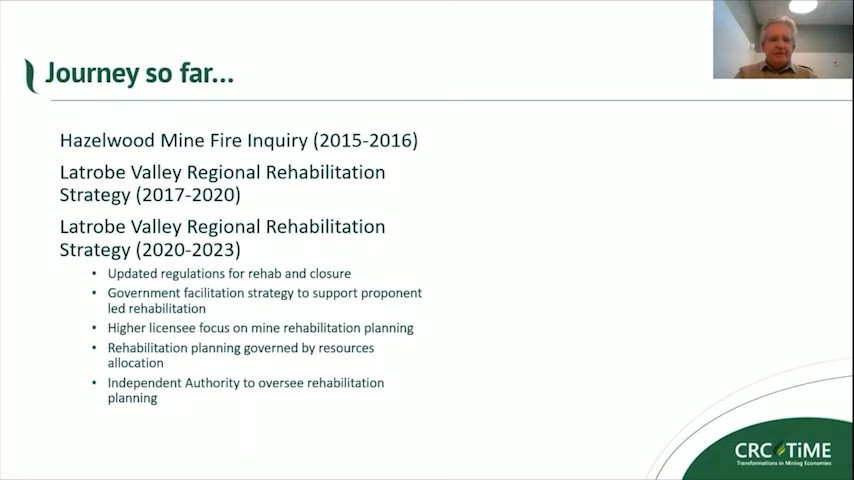 Journey so far...
Hazelwood Mine Fire Inquiry (2015-2016)
Latrobe Valley Regional Rehabilitation
Strategy (2017-2020)
Latrobe Valley Regional Rehabilitation
Strategy (2020-2023)
• Updated regulations for rehab and closure
• Government facilitation strategy to support proponent
led rehabilitation
• Higher licensee focus on mine rehabilitation planning
• Rehabilitation planning governed by resources
allocation
• Independent Authority to oversee rehabilitation
planning
CRC TiME
Transformations in Mining Economies